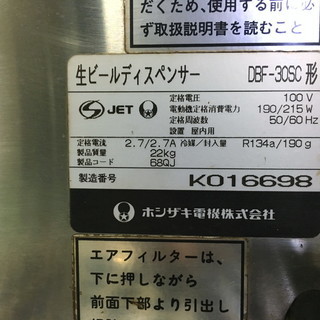 だくため、使用する前に必
ず取扱説明書を読むこと
生ビールディスペンサー DBF-30SC 形
S JET
定格電圧 100 V
電動機定格消費電力 190/215 W
定格周波数 50/60 Hz
設置 屋内用
定格電流 2.7/2.7A 冷媒/封入量 R134a/190 g
製品質量 22kg
製品コード 68QJ
製造番号 K016698
ホシザキ電機株式会社
エアフィルターは、
下に押しながら
前面下部より引出し